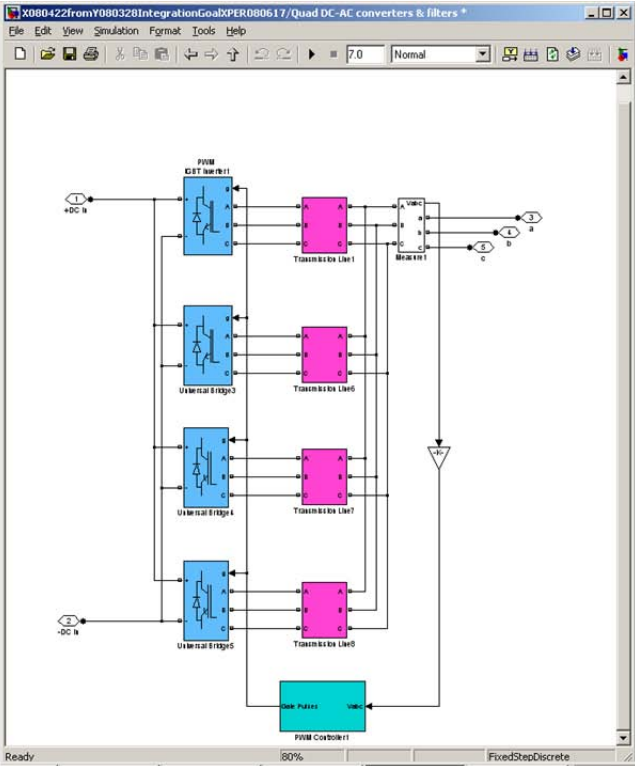 X080422fromY080328IntegrationGoalXPER080617/Quad DC-AC converters & filters *
File Edit View Simulation Format Tools Help
7.0 Normal
PWM
IGBT Inverter1
1
+DC In
g
A
B
C
A A
B B
C C
Transmission Line1
Vabc
A a
B b
C c
Measure1
3
a
4
b
5
c
g
A
B
C
Universal Bridge3
A A
B B
C C
Transmission Line6
-K-
g
A
B
C
Universal Bridge4
A A
B B
C C
Transmission Line7
g
A
B
C
Universal Bridge5
A A
B B
C C
Transmission Line8
2
-DC In
Gate Pulses Vabc
PWM Controller1
Ready 80% FixedStepDiscrete